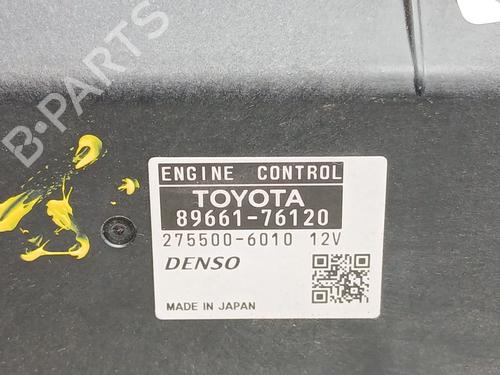 B-PARTS
ENGINE CONTROL
TOYOTA
89661-76120
275500-6010 12V
DENSO
MADE IN JAPAN